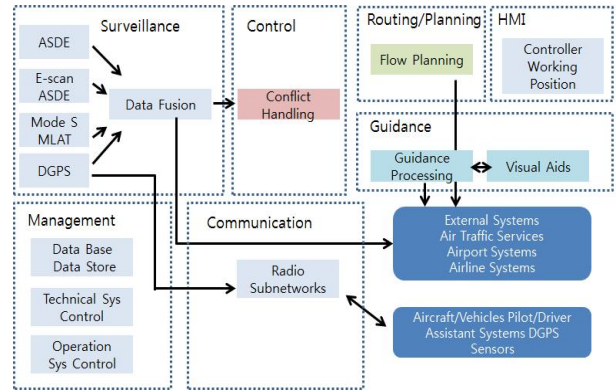 Surveillance
ASDE
E-scan
ASDE
Mode S
MLAT
DGPS
Data Fusion
Control
Conflict
Handling
Routing/Planning
Flow Planning
HMI
Controller
Working
Position
Guidance
Guidance
Processing
Visual Aids
Management
Data Base
Data Store
Technical Sys
Control
Operation
Sys Control
Communication
Radio
Subnetworks
External Systems
Air Traffic Services
Airport Systems
Airline Systems
Aircraft/Vehicles Pilot/Driver
Assistant Systems DGPS
Sensors